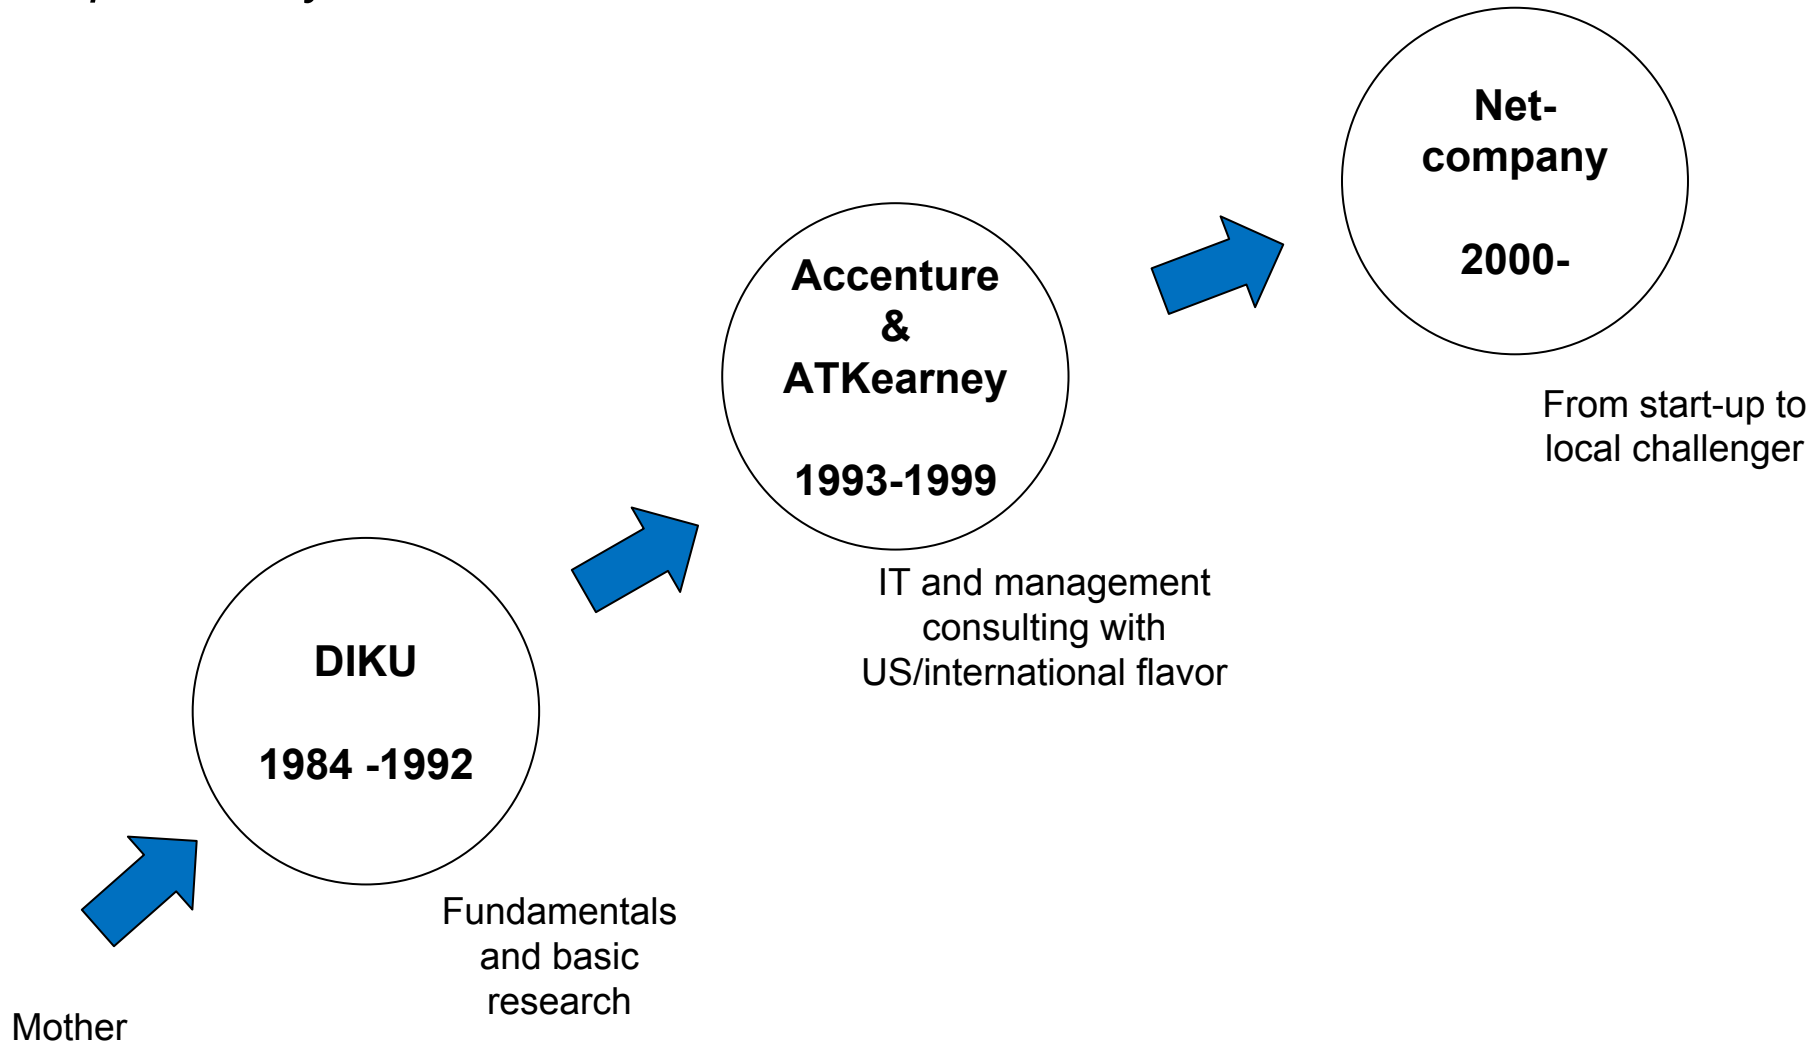 Net-
company
2000-
From start-up to
local challenger
Accenture
&
ATKearney
1993-1999
IT and management
consulting with
US/international flavor
DIKU
1984 -1992
Fundamentals
and basic
research
Mother